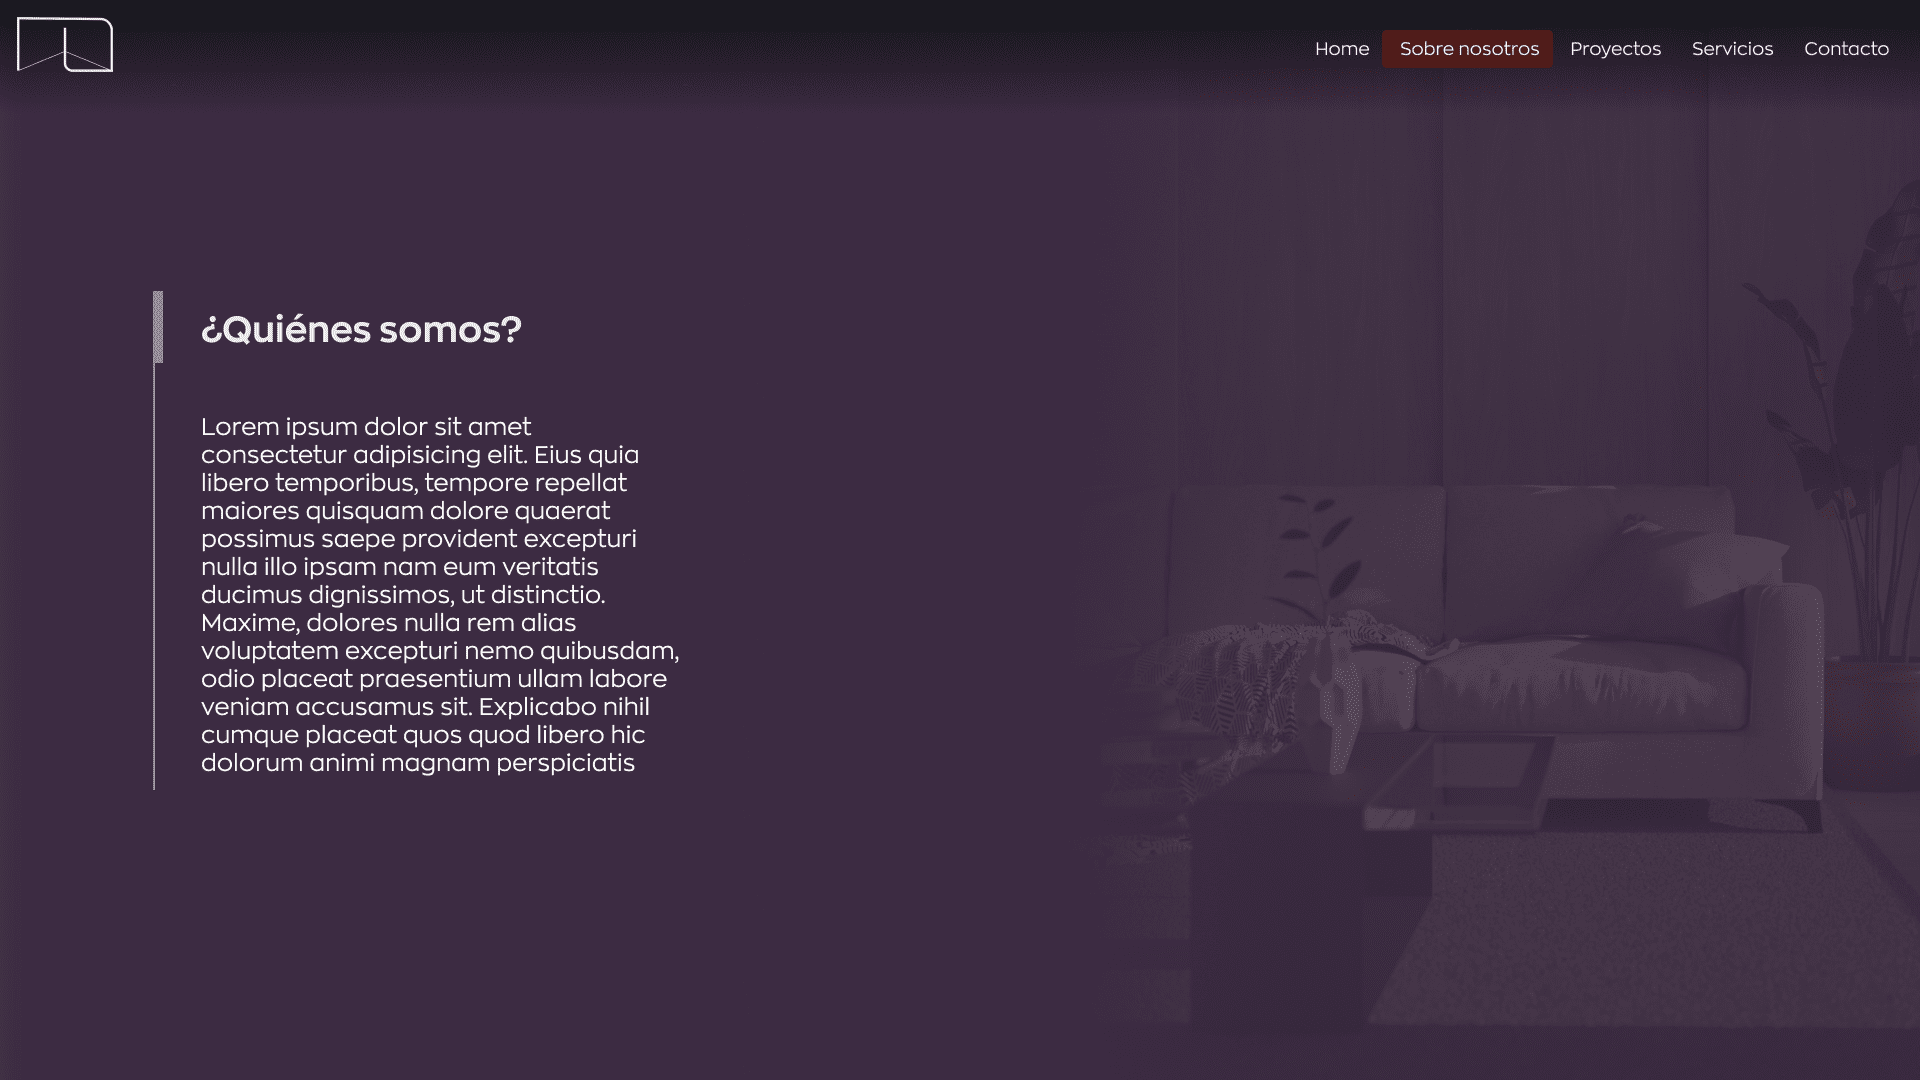 Home Sobre nosotros Proyectos Servicios Contacto
¿Quiénes somos?
Lorem ipsum dolor sit amet
consectetur adipisicing elit. Eius quia
libero temporibus, tempore repellat
maiores quisquam dolore quaerat
possimus saepe provident excepturi
nulla illo ipsam nam eum veritatis
ducimus dignissimos, ut distinctio.
Maxime, dolores nulla rem alias
voluptatem excepturi nemo quibusdam,
odio placeat praesentium ullam labore
veniam accusamus sit. Explicabo nihil
cumque placeat quos quod libero hic
dolorum animi magnam perspiciatis